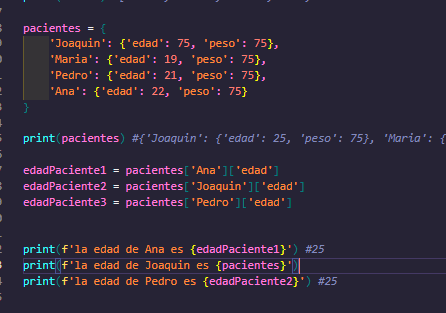 pacientes = {
'Joaquin': {'edad': 75, 'peso': 75},
'Maria': {'edad': 19, 'peso': 75},
'Pedro': {'edad': 21, 'peso': 75},
'Ana': {'edad': 22, 'peso': 75}
}
print(pacientes) #{'Joaquin': {'edad': 25, 'peso': 75}, 'Maria': {
edadPaciente1 = pacientes['Ana']['edad']
edadPaciente2 = pacientes['Joaquin']['edad']
edadPaciente3 = pacientes['Pedro']['edad']
print(f'la edad de Ana es {edadPaciente1}') #25
print(f'la edad de Joaquin es {pacientes}')
print(f'la edad de Pedro es {edadPaciente2}') #25